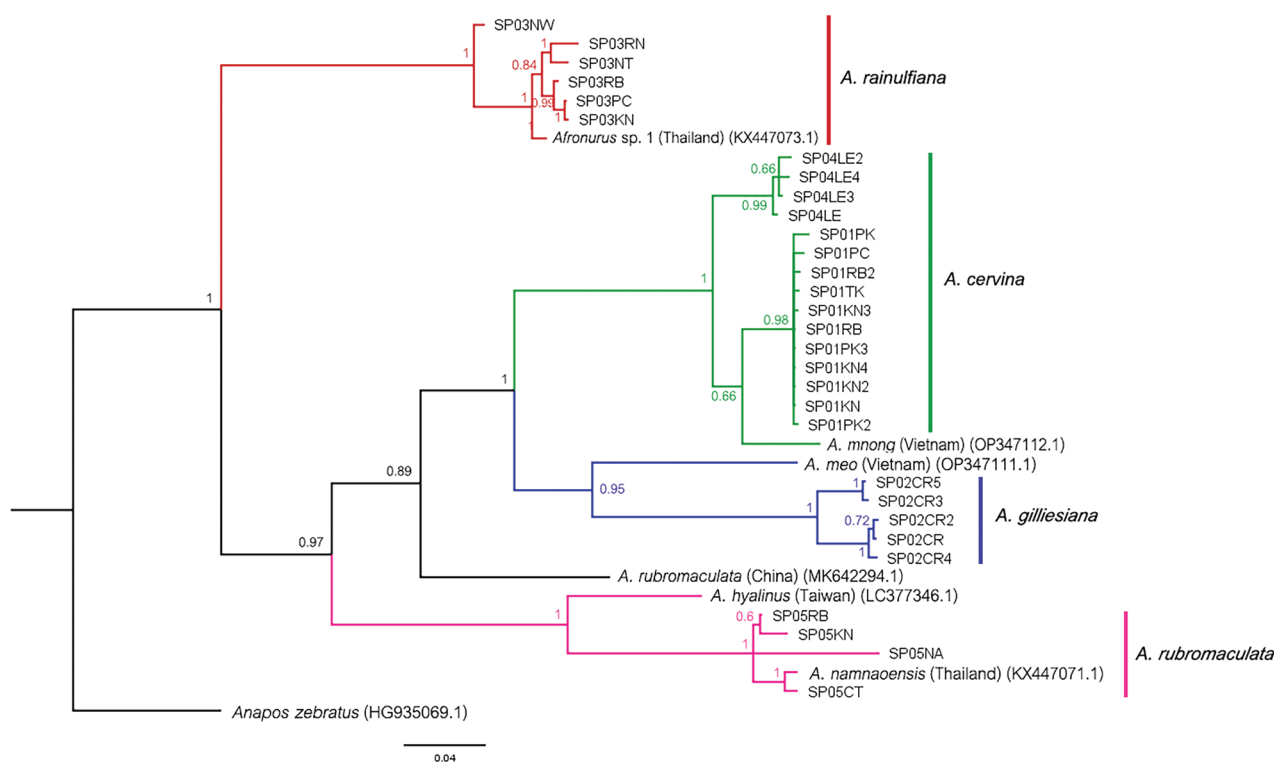 SP03NW
1
SP03RN
1
SP03NT
0.84
SP03RB
1
0.99
SP03PC
1
SP03KN
1
Afronurus sp. 1 (Thailand) (KX447073.1)
A. rainulfiana
SP04LE2
0.66
SP04LE4
SP04LE3
0.99
SP04LE
SP01PK
SP01PC
SP01RB2
1
A. cervina
SP01TK
1
SP01KN3
0.98
SP01RB
SP01PK3
SP01KN4
1
SP01KN2
0.66
SP01KN
SP01PK2
A. mnong (Vietnam) (OP347112.1)
A. meo (Vietnam) (OP347111.1)
0.89
1
SP02CR5
0.95
SP02CR3
1
A. gilliesiana
0.72
SP02CR2
SP02CR
0.97
1
SP02CR4
A. rubromaculata (China) (MK642294.1)
A. hyalinus (Taiwan) (LC377346.1)
1
0.6
SP05RB
SP05KN
1
SP05NA
A. rubromaculata
1
A. namnaoensis (Thailand) (KX447071.1)
SP05CT
Anapos zebratus (HG935069.1)
0.04